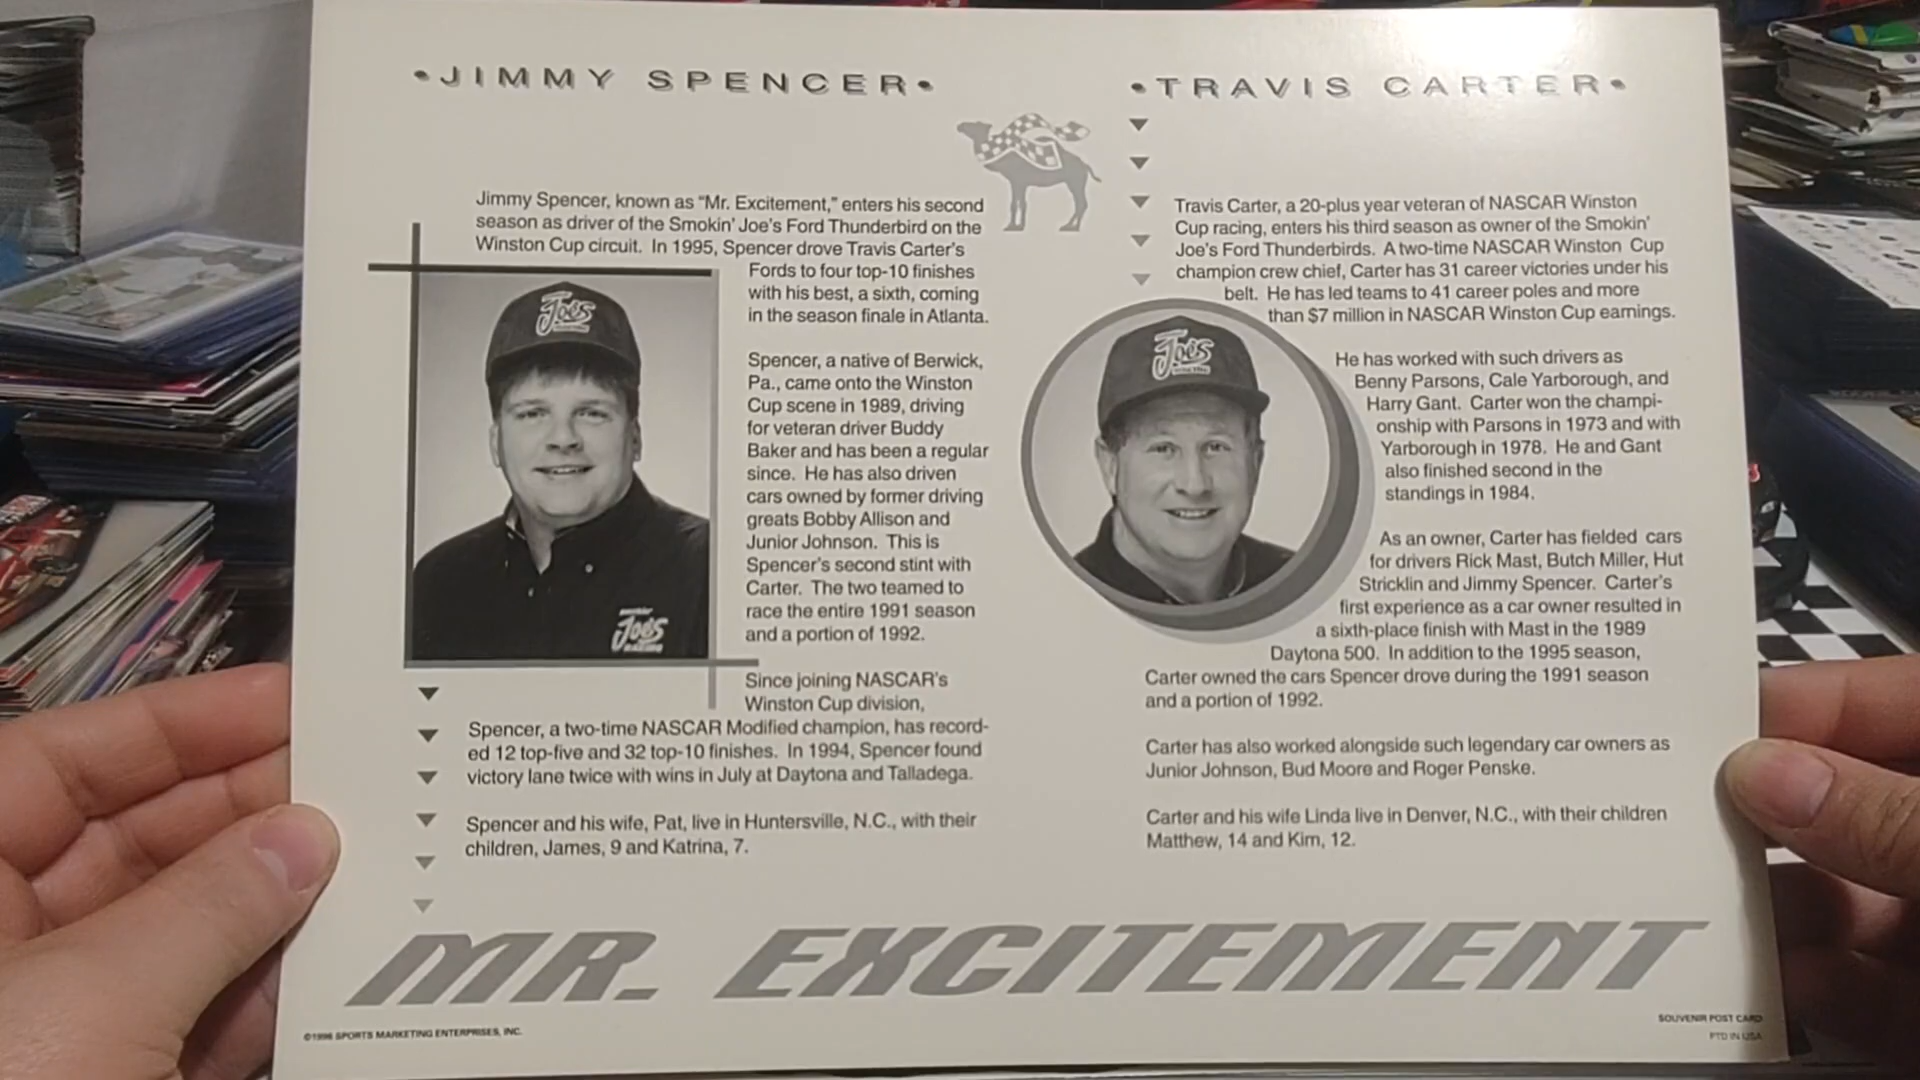 •JIMMY SPENCER•
Jimmy Spencer, known as "Mr. Excitement," enters his second
season as driver of the Smokin' Joe's Ford Thunderbird on the
Winston Cup circuit. In 1995, Spencer drove Travis Carter's
Fords to four top-10 finishes
with his best, a sixth, coming
in the season finale in Atlanta.
Spencer, a native of Berwick,
Pa., came onto the Winston
Cup scene in 1989, driving
for veteran driver Buddy
Baker and has been a regular
since. He has also driven
cars owned by former driving
greats Bobby Allison and
Junior Johnson. This is
Spencer's second stint with
Carter. The two teamed to
race the entire 1991 season
and a portion of 1992.
Since joining NASCAR's
Winston Cup division,
Spencer, a two-time NASCAR Modified champion, has record-
ed 12 top-five and 32 top-10 finishes. In 1994, Spencer found
victory lane twice with wins in July at Daytona and Talladega.
Spencer and his wife, Pat, live in Huntersville, N.C., with their
children, James, 9 and Katrina, 7.
Joe's
Joe's
RACING
•TRAVIS CARTER•
Travis Carter, a 20-plus year veteran of NASCAR Winston
Cup racing, enters his third season as owner of the Smokin'
Joe's Ford Thunderbirds. A two-time NASCAR Winston Cup
champion crew chief, Carter has 31 career victories under his
belt. He has led teams to 41 career poles and more
than $7 million in NASCAR Winston Cup earnings.
He has worked with such drivers as
Benny Parsons, Cale Yarborough, and
Harry Gant. Carter won the champi-
onship with Parsons in 1973 and with
Yarborough in 1978. He and Gant
also finished second in the
standings in 1984.
As an owner, Carter has fielded cars
for drivers Rick Mast, Butch Miller, Hut
Stricklin and Jimmy Spencer. Carter's
first experience as a car owner resulted in
a sixth-place finish with Mast in the 1989
Daytona 500. In addition to the 1995 season,
Carter owned the cars Spencer drove during the 1991 season
and a portion of 1992.
Carter has also worked alongside such legendary car owners as
Junior Johnson, Bud Moore and Roger Penske.
Carter and his wife Linda live in Denver, N.C., with their children
Matthew, 14 and Kim, 12.
Joe's
MR. EXCITEMENT
©1996 SPORTS MARKETING ENTERPRISES, INC.
SOUVENIR POST CARD
PTD IN USA